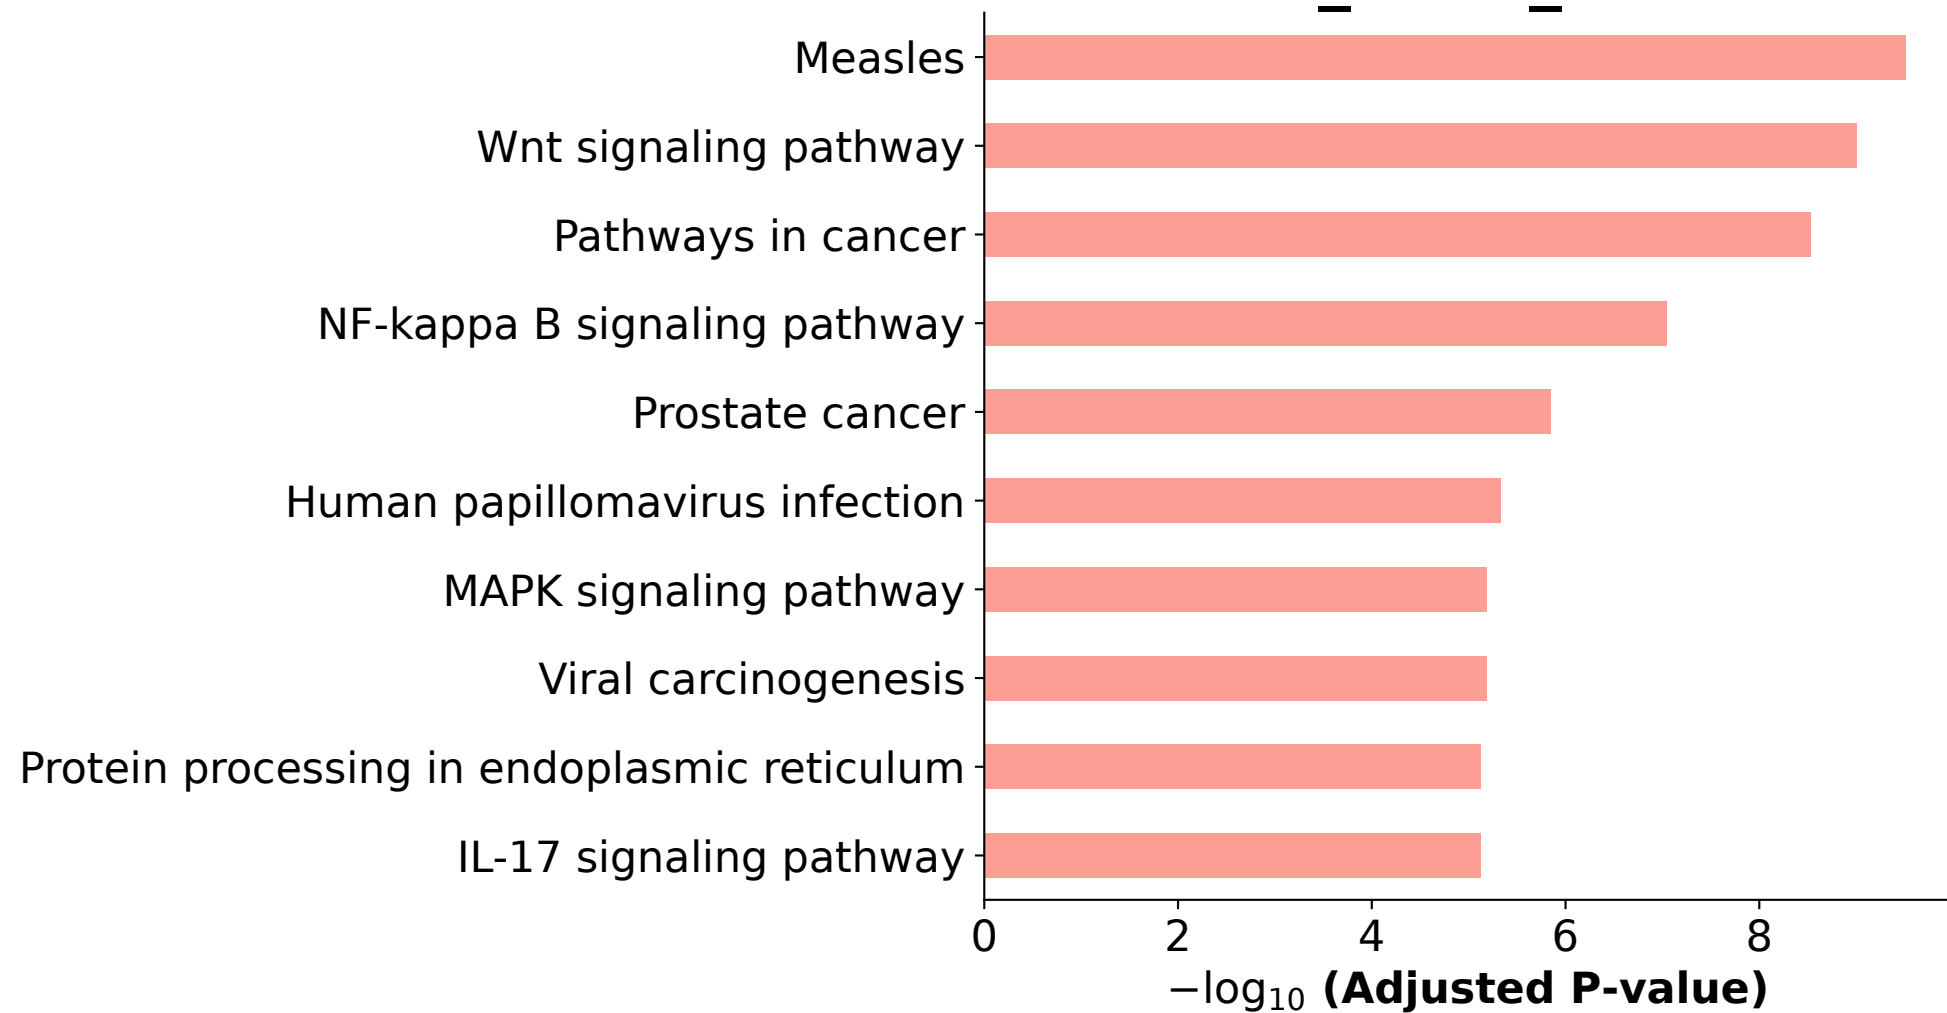 Measles
Wnt signaling pathway
Pathways in cancer
NF-kappa B signaling pathway
Prostate cancer
Human papillomavirus infection
MAPK signaling pathway
Viral carcinogenesis
Protein processing in endoplasmic reticulum
IL-17 signaling pathway
0 2 4 6 8
−log₁₀ (Adjusted P-value)